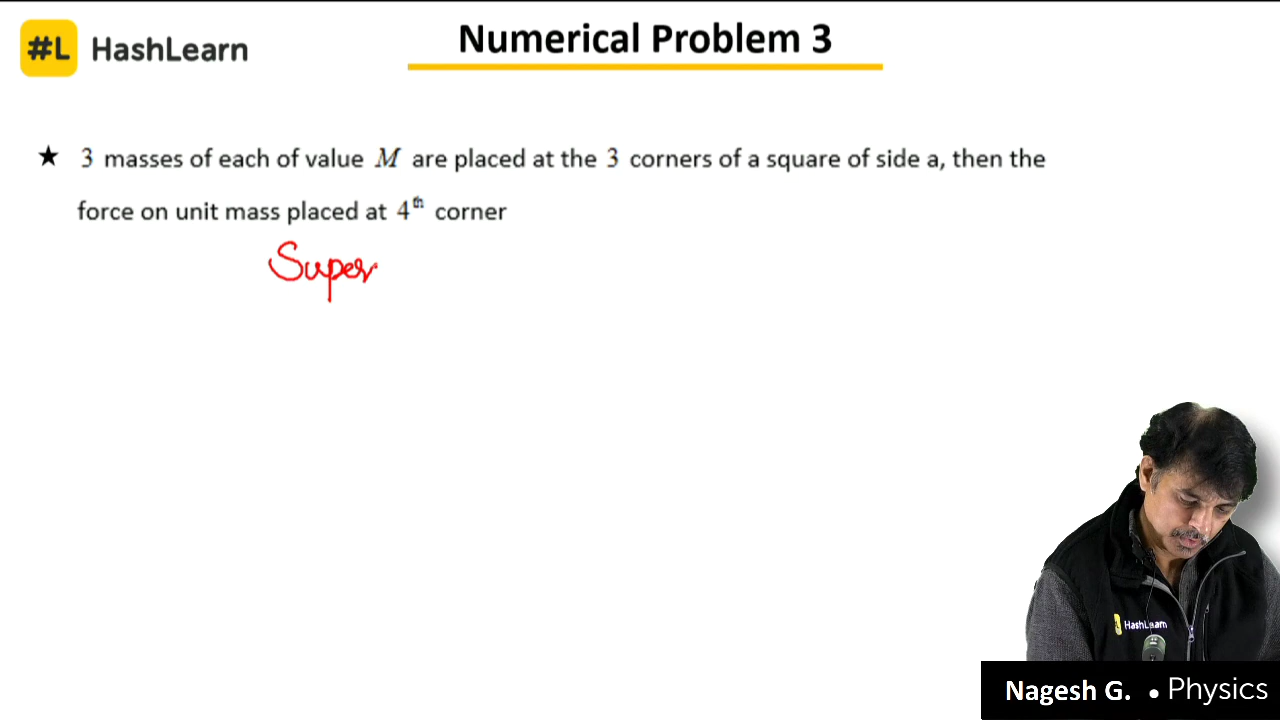 #L HashLearn
Numerical Problem 3
★ 3 masses of each of value M are placed at the 3 corners of a square of side a, then the
force on unit mass placed at 4th corner
Super
HashLearn
Nagesh G. • Physics